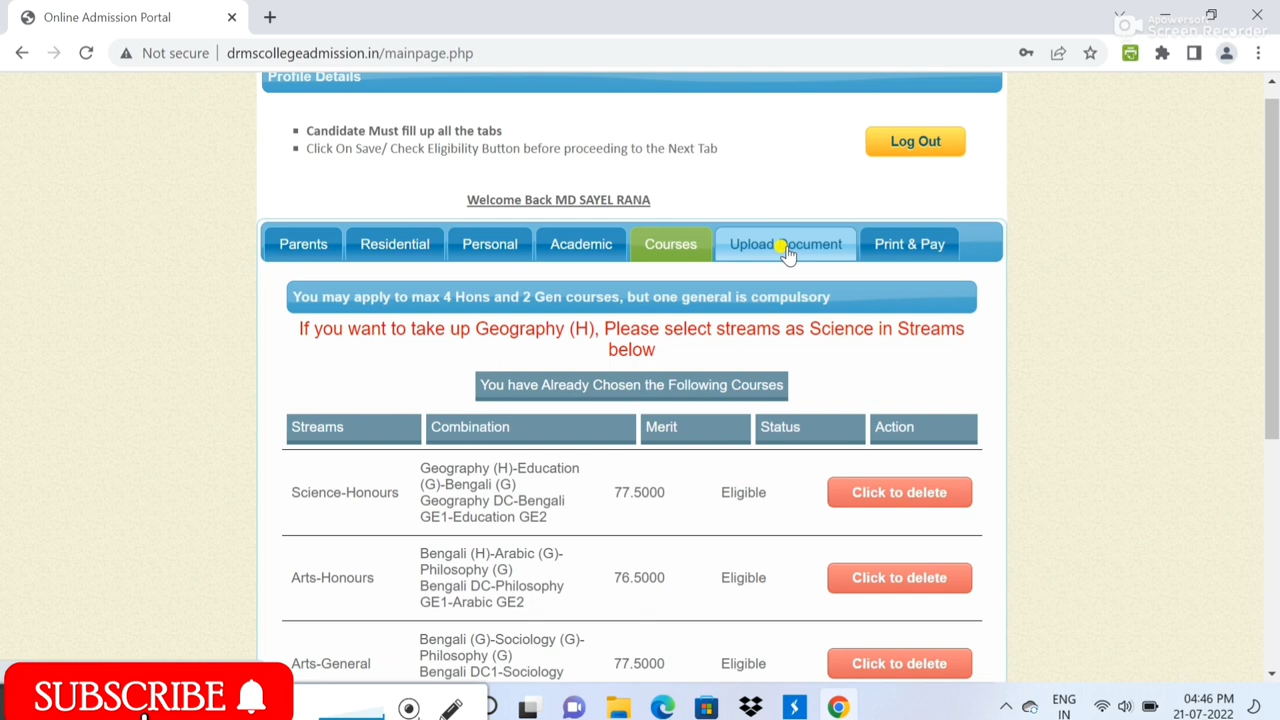 Online Admission Portal
Apowersoft
Screen Recorder
Not secure
drmscollegeadmission.in/mainpage.php
Profile Details
Candidate Must fill up all the tabs
Click On Save/ Check Eligibility Button before proceeding to the Next Tab
Log Out
Welcome Back MD SAYEL RANA
Parents
Residential
Personal
Academic
Courses
Upload Document
Print & Pay
You may apply to max 4 Hons and 2 Gen courses, but one general is compulsory
If you want to take up Geography (H), Please select streams as Science in Streams
below
You have Already Chosen the Following Courses
Streams
Combination
Merit
Status
Action
Science-Honours
Geography (H)-Education
(G)-Bengali (G)
Geography DC-Bengali
GE1-Education GE2
77.5000
Eligible
Click to delete
Arts-Honours
Bengali (H)-Arabic (G)-
Philosophy (G)
Bengali DC-Philosophy
GE1-Arabic GE2
76.5000
Eligible
Click to delete
Arts-General
Bengali (G)-Sociology (G)-
Philosophy (G)
Bengali DC1-Sociology
77.5000
Eligible
Click to delete
SUBSCRIBE
ENG
IN
04:46 PM
21-07-2022